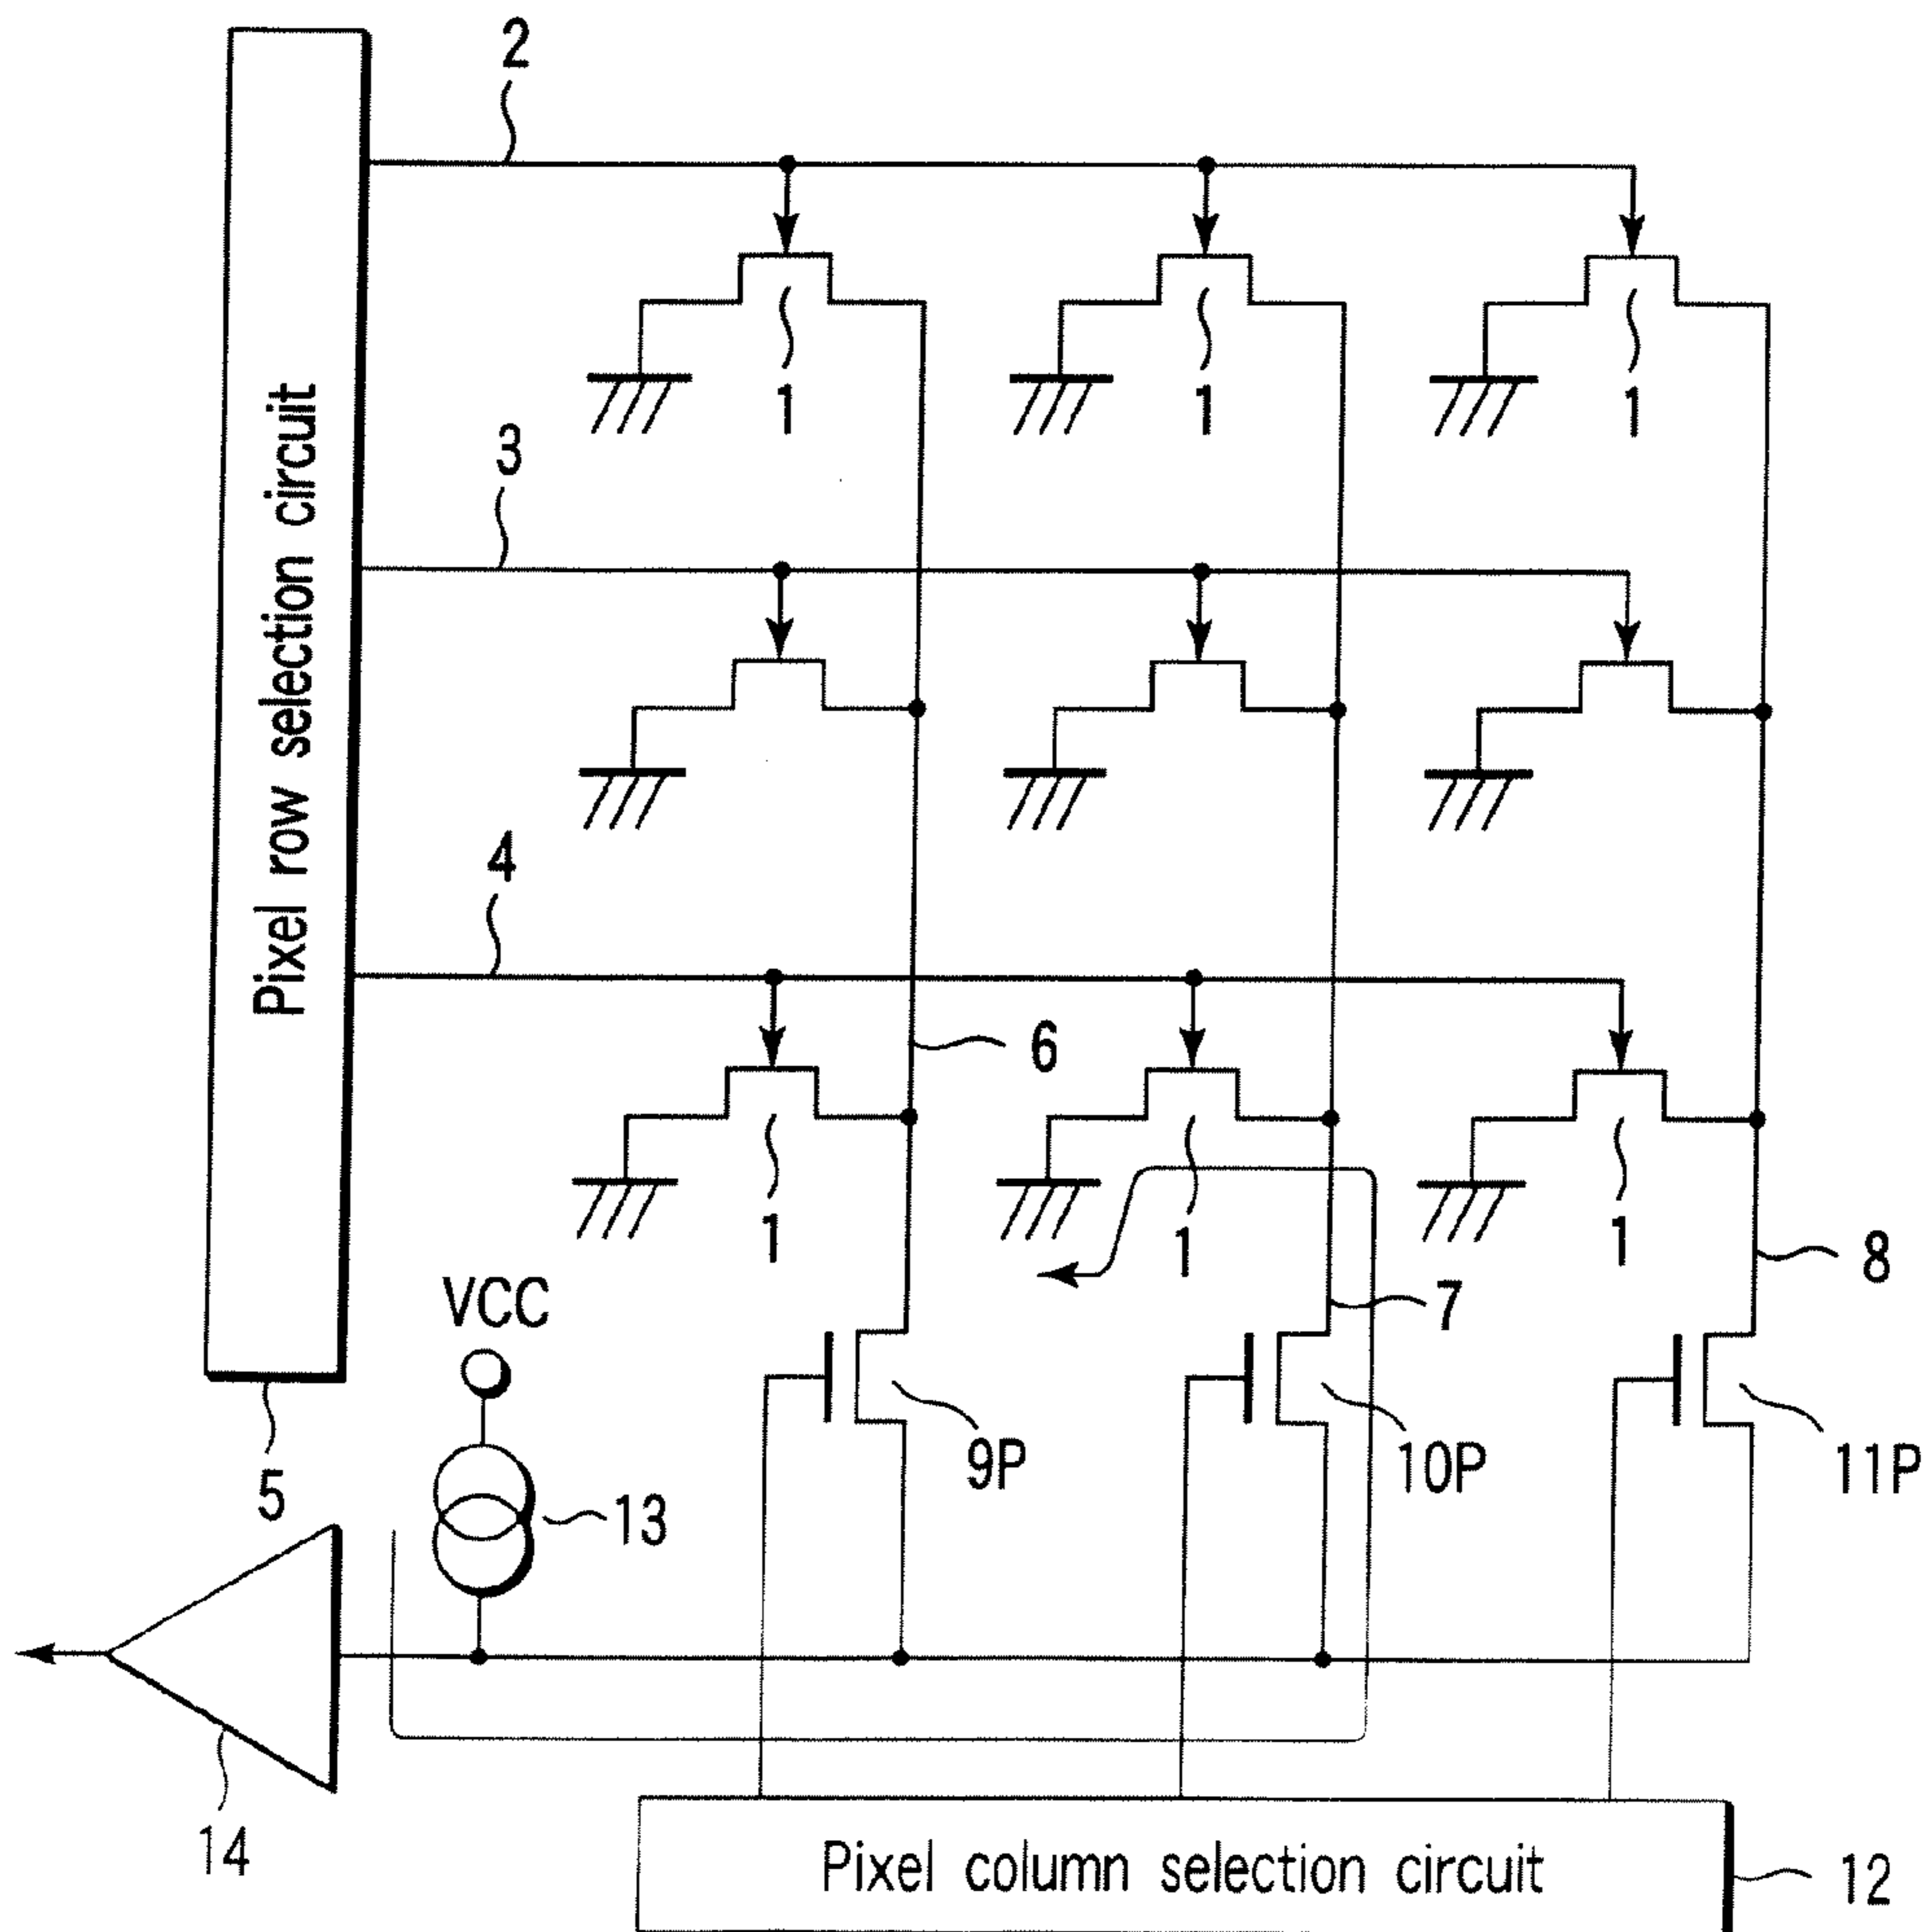 2
1 1 1
3
4
6
1 1 1
8
7
VCC
9P 10P 11P
5
13
14
12
Pixel row selection circuit
Pixel column selection circuit